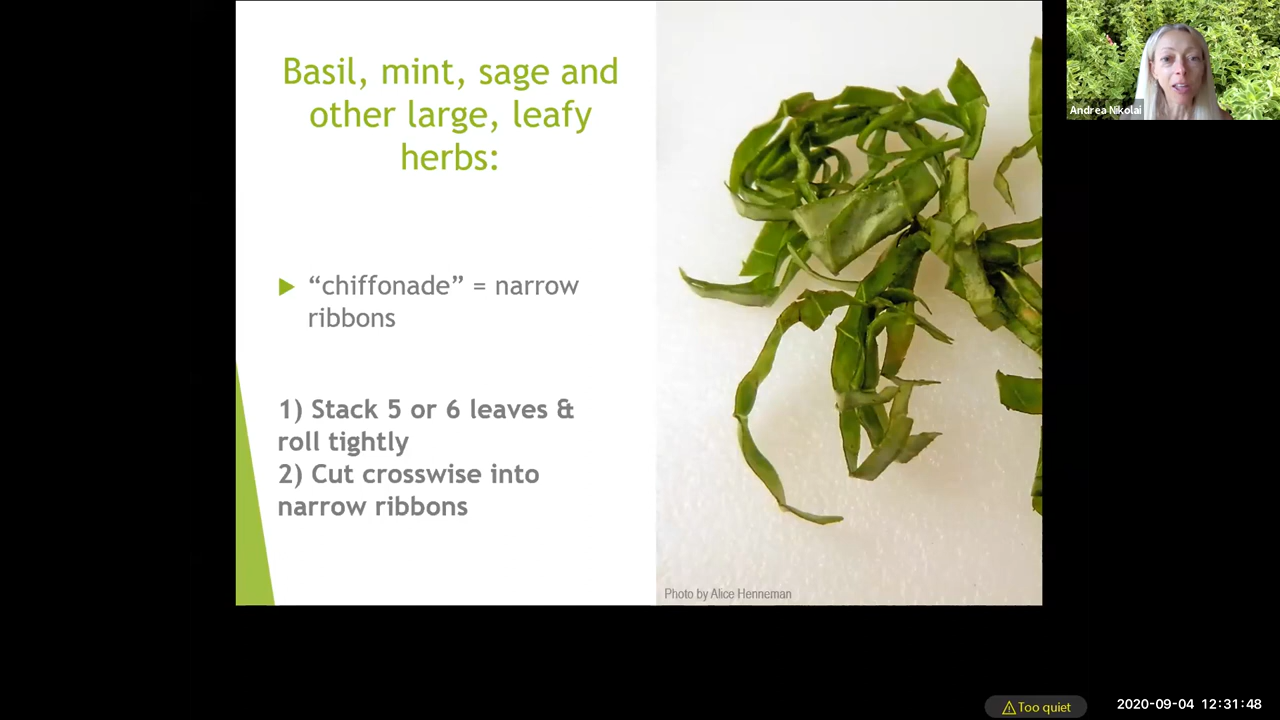 Basil, mint, sage and
other large, leafy
herbs:
“chiffonade” = narrow
ribbons
1) Stack 5 or 6 leaves &
roll tightly
2) Cut crosswise into
narrow ribbons
Photo by Alice Henneman
Andrea Nikolai
Too quiet
2020-09-04 12:31:48